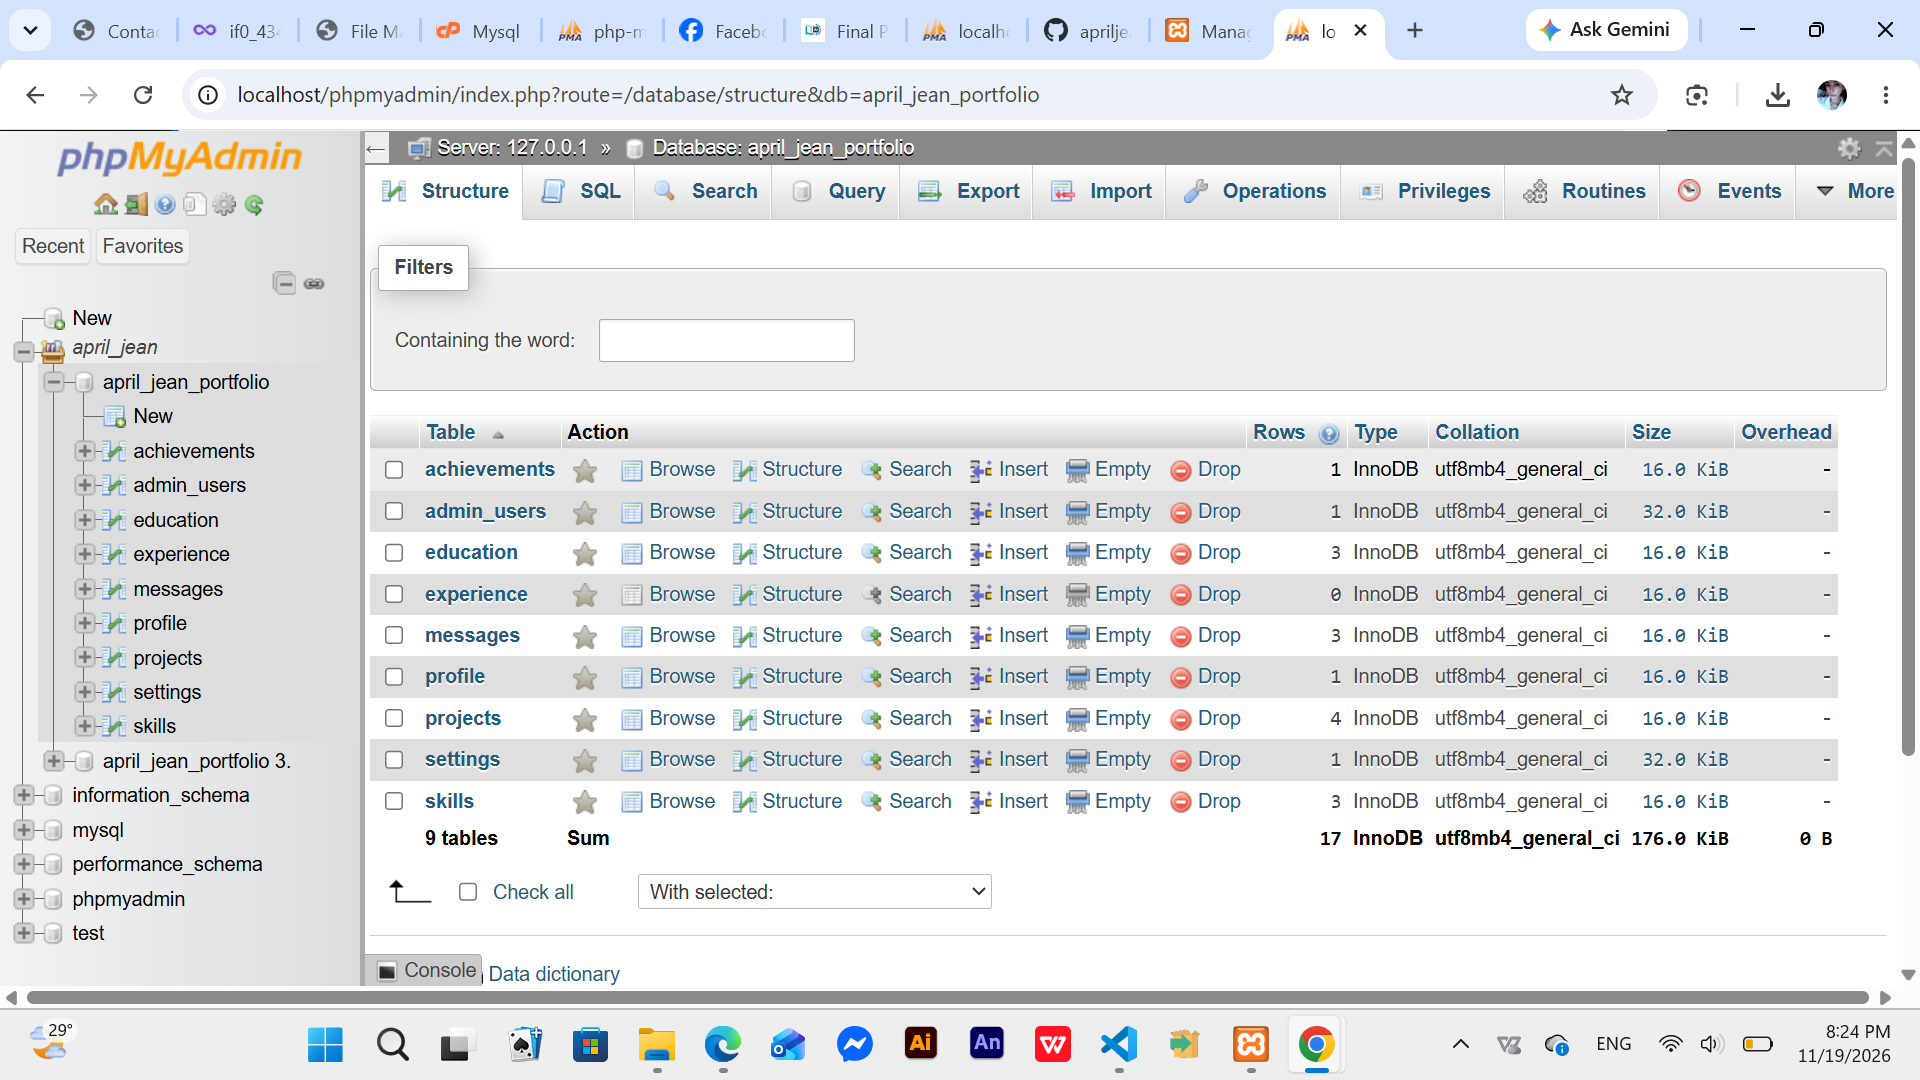 Conta
if0_434
File Ma
Mysql
php-m
Facebo
Final P
localho
apriljea
Manag
lo
Ask Gemini
localhost/phpmyadmin/index.php?route=/database/structure&db=april_jean_portfolio
phpMyAdmin
Recent
Favorites
New
april_jean
april_jean_portfolio
New
achievements
admin_users
education
experience
messages
profile
projects
settings
skills
april_jean_portfolio 3.
information_schema
mysql
performance_schema
phpmyadmin
test
Server: 127.0.0.1 » Database: april_jean_portfolio
Structure SQL Search Query Export Import Operations Privileges Routines Events More
Filters
Containing the word:
Table Action Rows Type Collation Size Overhead
achievements Browse Structure Search Insert Empty Drop 1 InnoDB utf8mb4_general_ci 16.0 KiB -
admin_users Browse Structure Search Insert Empty Drop 1 InnoDB utf8mb4_general_ci 32.0 KiB -
education Browse Structure Search Insert Empty Drop 3 InnoDB utf8mb4_general_ci 16.0 KiB -
experience Browse Structure Search Insert Empty Drop 0 InnoDB utf8mb4_general_ci 16.0 KiB -
messages Browse Structure Search Insert Empty Drop 3 InnoDB utf8mb4_general_ci 16.0 KiB -
profile Browse Structure Search Insert Empty Drop 1 InnoDB utf8mb4_general_ci 16.0 KiB -
projects Browse Structure Search Insert Empty Drop 4 InnoDB utf8mb4_general_ci 16.0 KiB -
settings Browse Structure Search Insert Empty Drop 1 InnoDB utf8mb4_general_ci 32.0 KiB -
skills Browse Structure Search Insert Empty Drop 3 InnoDB utf8mb4_general_ci 16.0 KiB -
9 tables Sum 17 InnoDB utf8mb4_general_ci 176.0 KiB 0 B
Check all
With selected:
Console
Data dictionary
29°
Ai
An
ENG
8:24 PM
11/19/2026